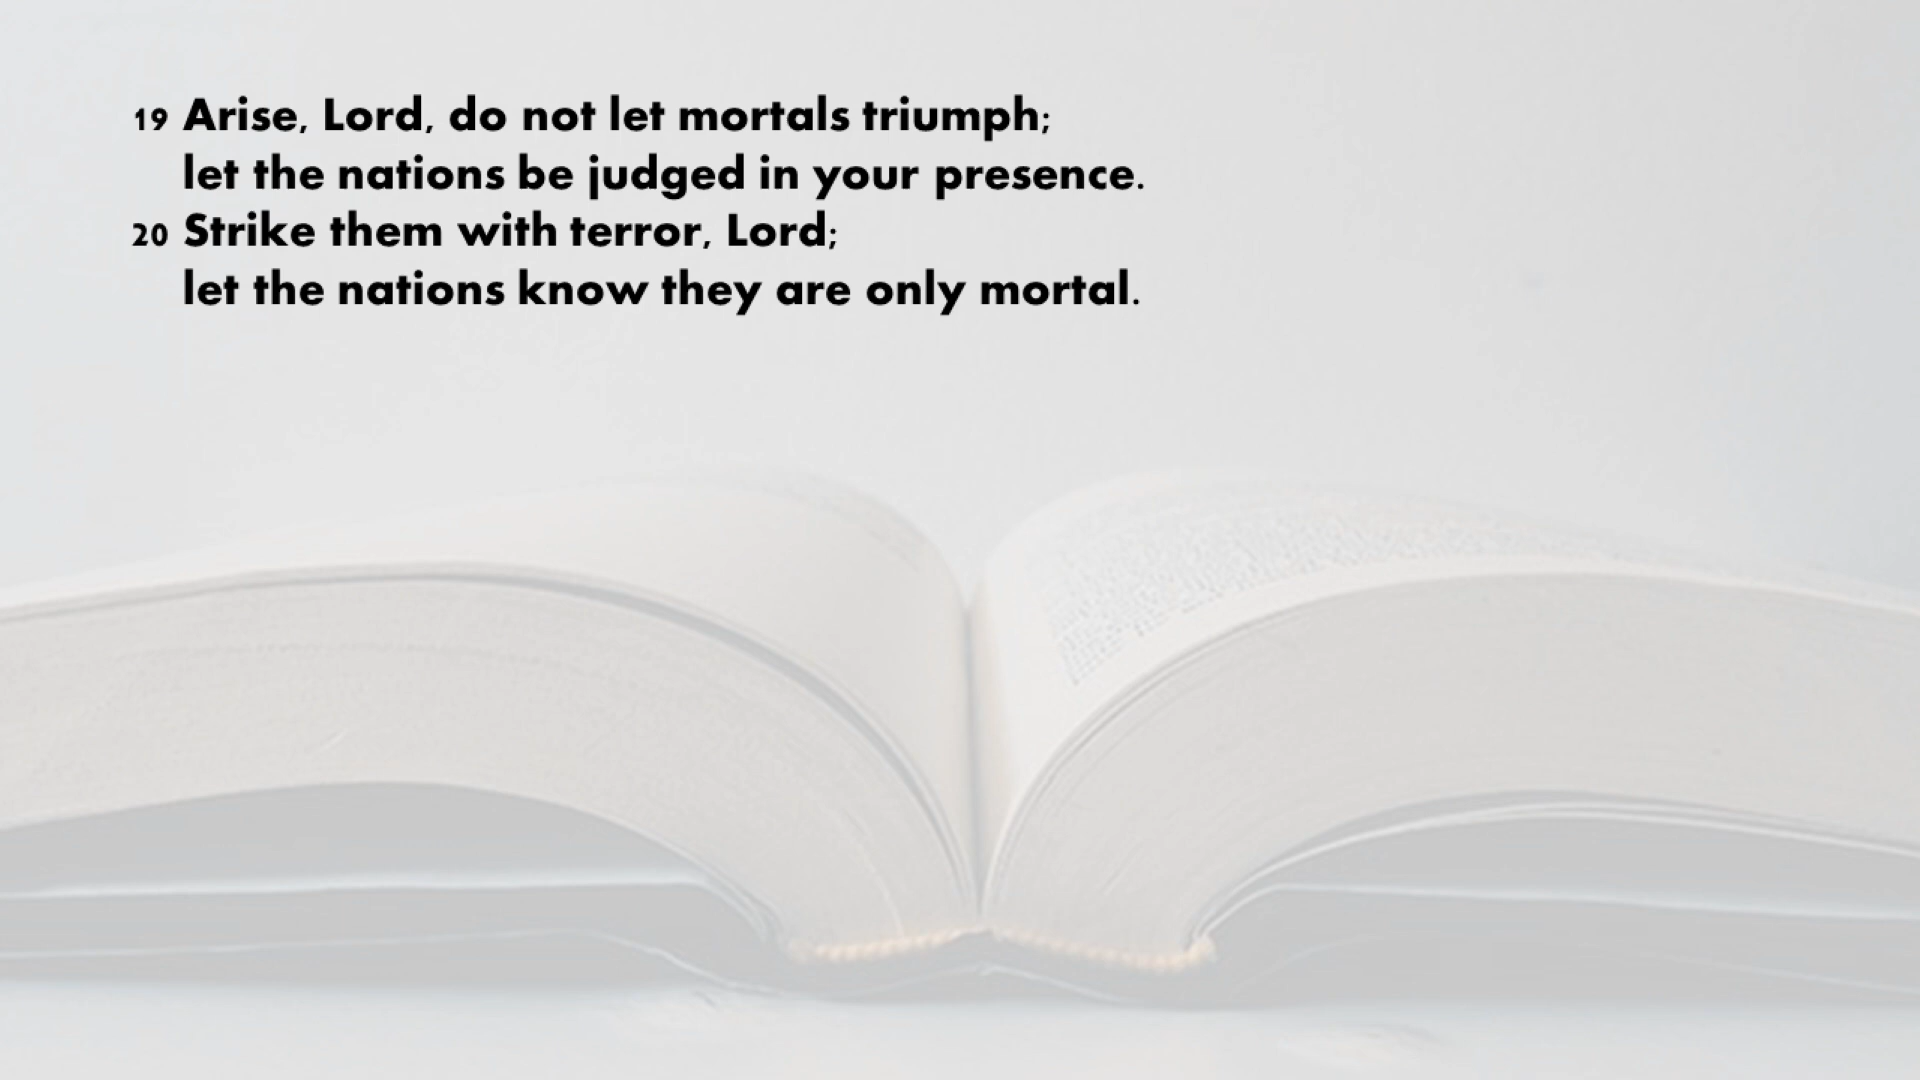 19 Arise, Lord, do not let mortals triumph;
let the nations be judged in your presence.
20 Strike them with terror, Lord;
let the nations know they are only mortal.